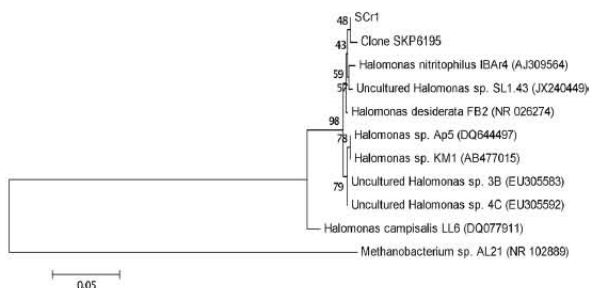 SCr1
48
Clone SKP6195
43
Halomonas nitritophilus IBAr4 (AJ309564)
59
Uncultured Halomonas sp. SL1.43 (JX240449)
57
Halomonas desiderata FB2 (NR 026274)
98
Halomonas sp. Ap5 (DQ644497)
78
Halomonas sp. KM1 (AB477015)
Uncultured Halomonas sp. 3B (EU305583)
79
Uncultured Halomonas sp. 4C (EU305592)
Halomonas campisalis LL6 (DQ077911)
Methanobacterium sp. AL21 (NR 102889)
0.05